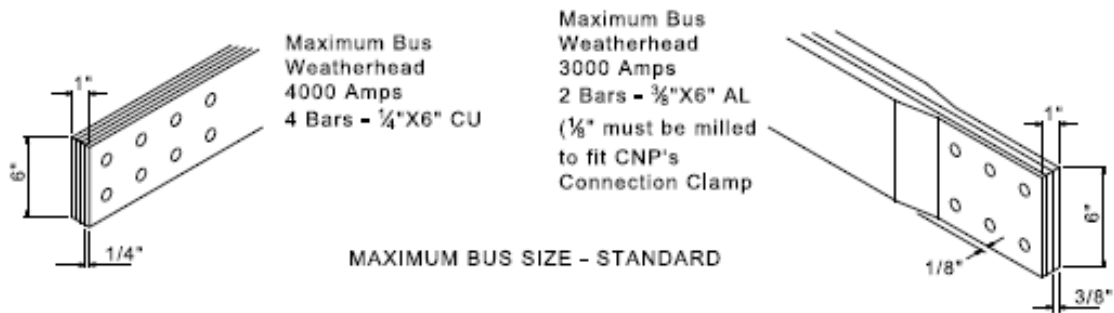 Maximum Bus
Weatherhead
4000 Amps
4 Bars - ¼"X6" CU
1"
6"
1/4"
Maximum Bus
Weatherhead
3000 Amps
2 Bars - ⅜"X6" AL
(⅛" must be milled
to fit CNP's
Connection Clamp
1"
6"
1/8"
3/8"
MAXIMUM BUS SIZE - STANDARD